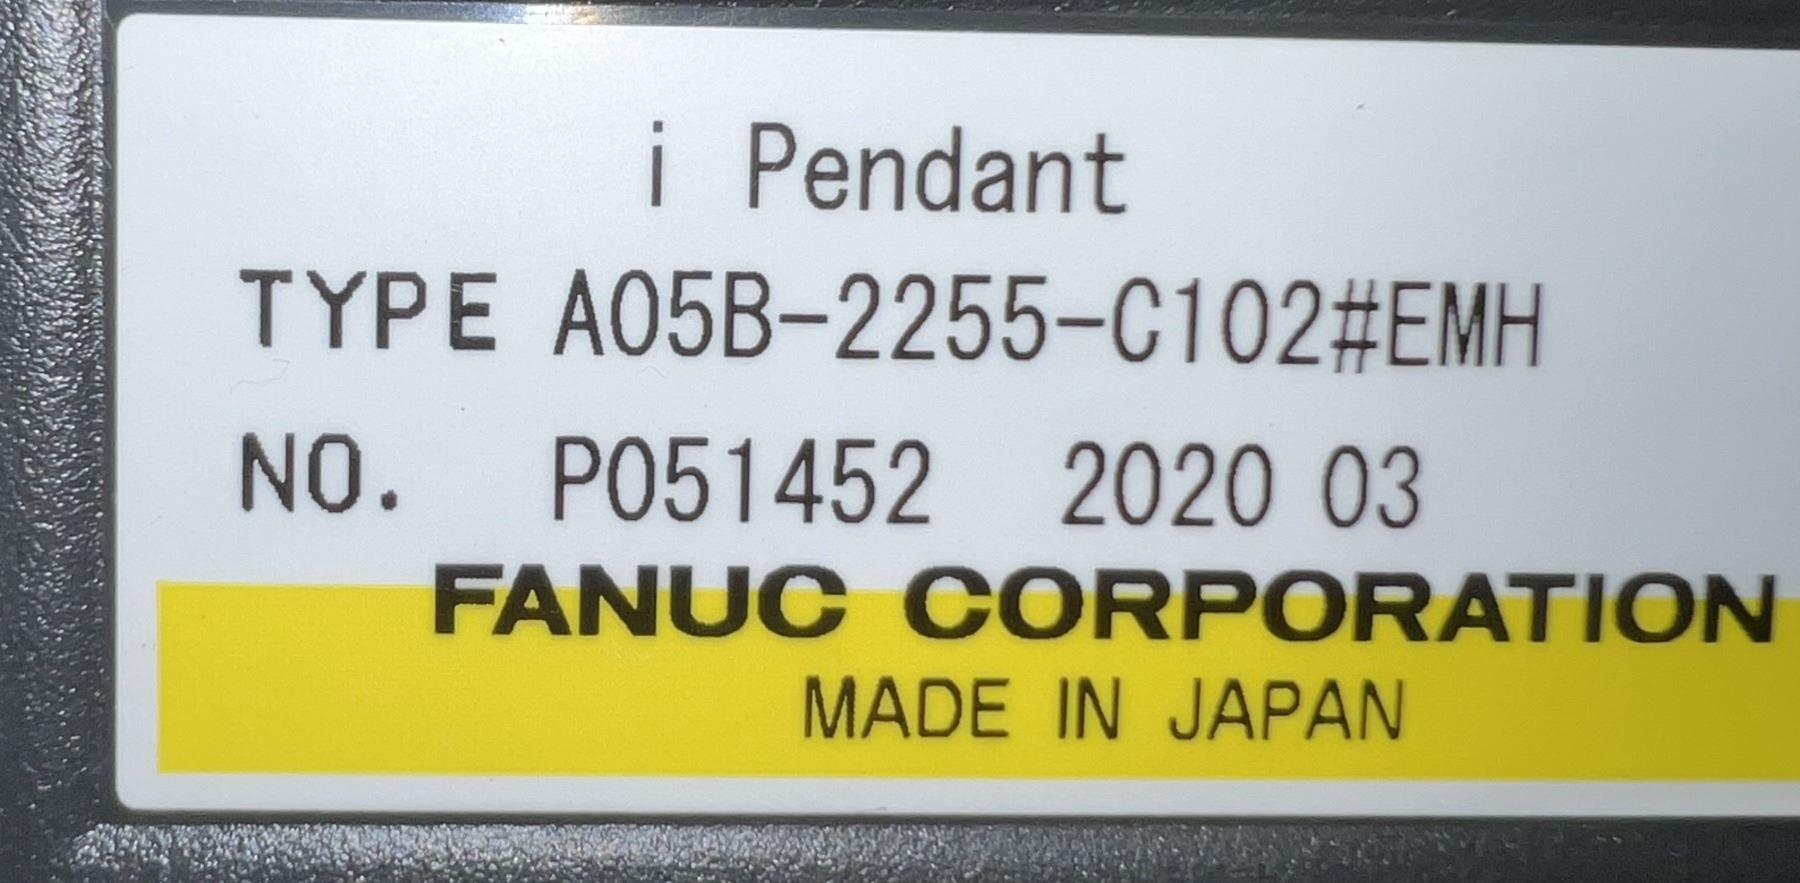 i Pendant
TYPE A05B-2255-C102#EMH
NO. P051452 2020 03
FANUC CORPORATION
MADE IN JAPAN